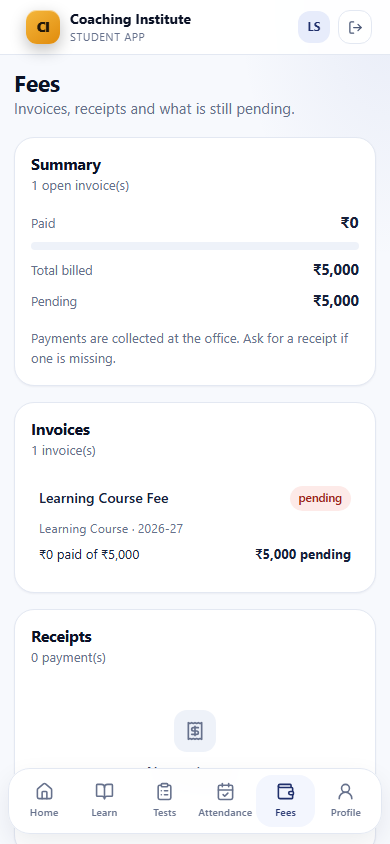 CI
Coaching Institute
STUDENT APP
LS
Fees
Invoices, receipts and what is still pending.
Summary
1 open invoice(s)
Paid ₹0
Total billed ₹5,000
Pending ₹5,000
Payments are collected at the office. Ask for a receipt if
one is missing.
Invoices
1 invoice(s)
Learning Course Fee pending
Learning Course · 2026-27
₹0 paid of ₹5,000 ₹5,000 pending
Receipts
0 payment(s)
Home Learn Tests Attendance Fees Profile